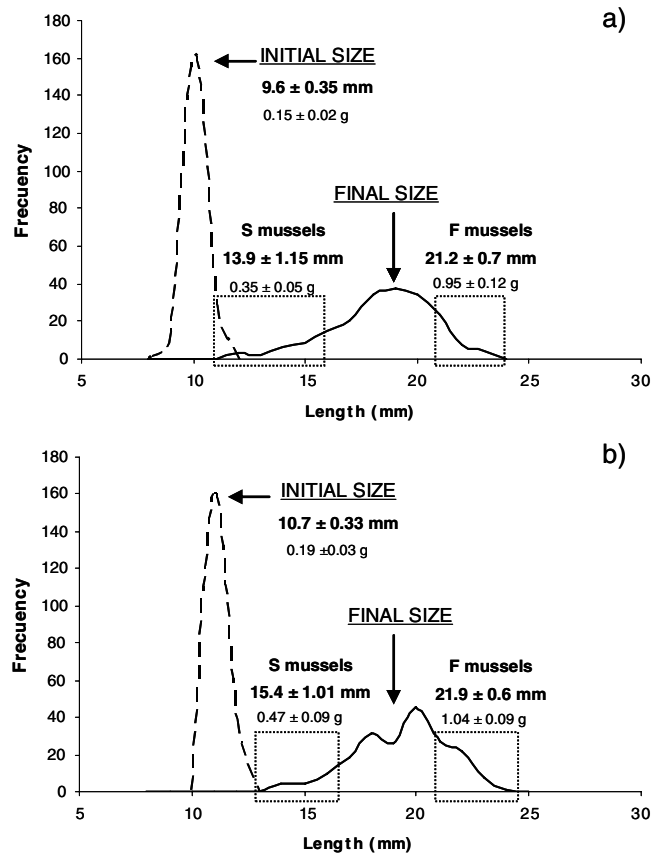 a)
180
160
140
120
100
80
60
40
20
0
Frecuency
INITIAL SIZE
9.6 ± 0.35 mm
0.15 ± 0.02 g
FINAL SIZE
S mussels
13.9 ± 1.15 mm
0.35 ± 0.05 g
F mussels
21.2 ± 0.7 mm
0.95 ± 0.12 g
5 10 15 20 25 30
Length (mm)
b)
180
160
140
120
100
80
60
40
20
0
Frecuency
INITIAL SIZE
10.7 ± 0.33 mm
0.19 ±0.03 g
FINAL SIZE
S mussels
15.4 ± 1.01 mm
0.47 ± 0.09 g
F mussels
21.9 ± 0.6 mm
1.04 ± 0.09 g
5 10 15 20 25 30
Length (mm)